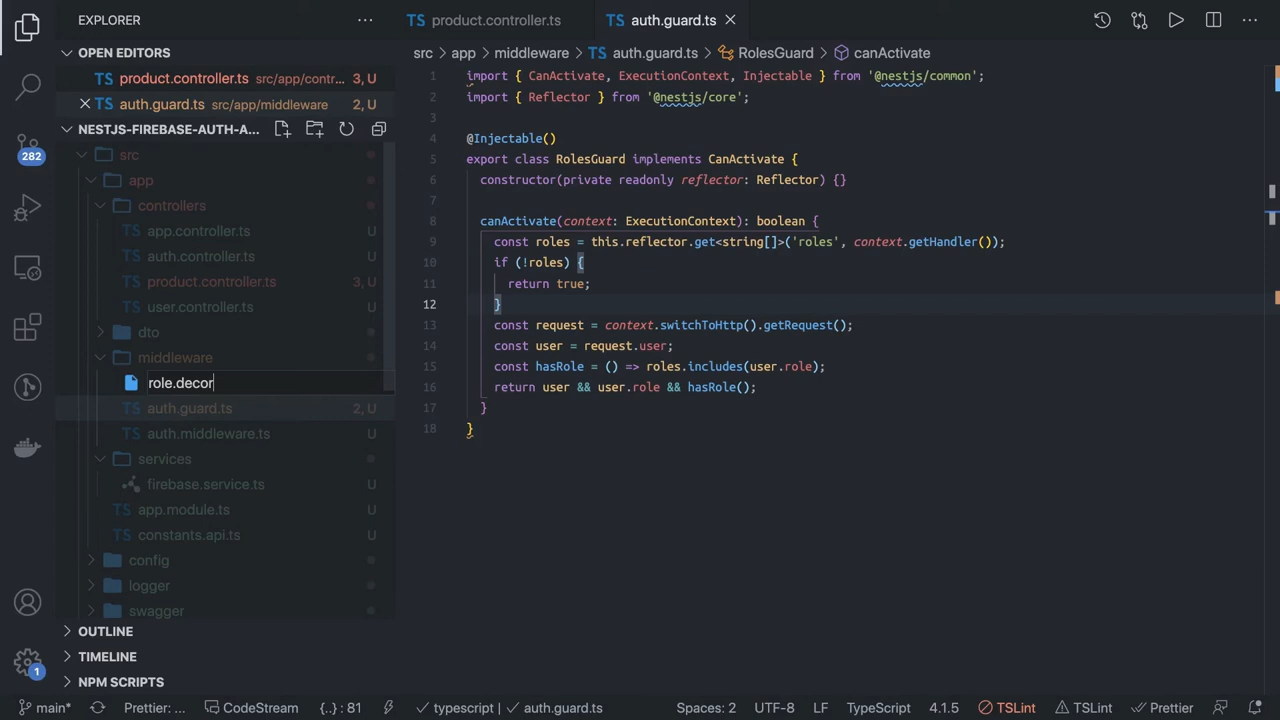 EXPLORER
OPEN EDITORS
TS product.controller.ts src/app/contr... 3, U
TS auth.guard.ts src/app/middleware 2, U
NESTJS-FIREBASE-AUTH-A...
src
app
controllers
TS app.controller.ts U
TS auth.controller.ts U
TS product.controller.ts 3, U
TS user.controller.ts U
dto
middleware
role.decor
TS auth.guard.ts 2, U
TS auth.middleware.ts U
services
firebase.service.ts U
TS app.module.ts U
TS constants.api.ts U
config
logger
swagger
OUTLINE
TIMELINE
NPM SCRIPTS
282
1
TS product.controller.ts TS auth.guard.ts
src app middleware TS auth.guard.ts RolesGuard canActivate
1 import { CanActivate, ExecutionContext, Injectable } from '@nestjs/common';
2 import { Reflector } from '@nestjs/core';
3
4 @Injectable()
5 export class RolesGuard implements CanActivate {
6 constructor(private readonly reflector: Reflector) {}
7
8 canActivate(context: ExecutionContext): boolean {
9 const roles = this.reflector.get<string[]>('roles', context.getHandler());
10 if (!roles) {
11 return true;
12 }
13 const request = context.switchToHttp().getRequest();
14 const user = request.user;
15 const hasRole = () => roles.includes(user.role);
16 return user && user.role && hasRole();
17 }
18 }
main* Prettier: ... CodeStream {..} : 81 typescript | auth.guard.ts Spaces: 2 UTF-8 LF TypeScript 4.1.5 TSLint TSLint Prettier